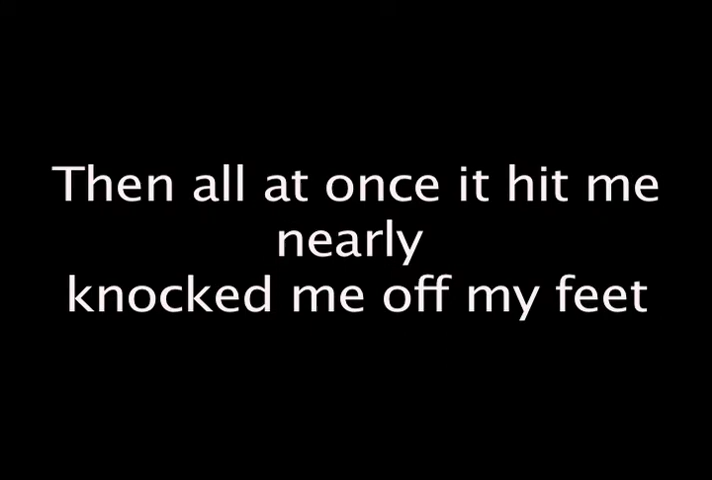 Then all at once it hit me
nearly
knocked me off my feet